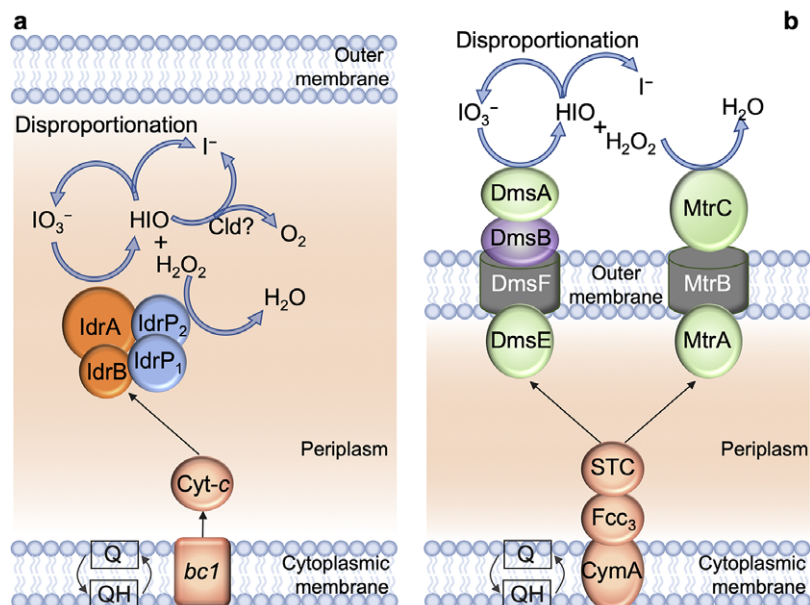 a
Outer
membrane
Disproportionation
I⁻
IO₃⁻
HIO
Cld?
O₂
+
H₂O₂
H₂O
IdrA
IdrP₂
IdrB
IdrP₁
Periplasm
Cyt-c
Q
QH
bc1
Cytoplasmic
membrane
b
Disproportionation
I⁻
IO₃⁻
HIO
+
H₂O₂
H₂O
DmsA
MtrC
DmsB
DmsF
Outer
membrane
MtrB
DmsE
MtrA
Periplasm
STC
Fcc₃
Q
QH
CymA
Cytoplasmic
membrane